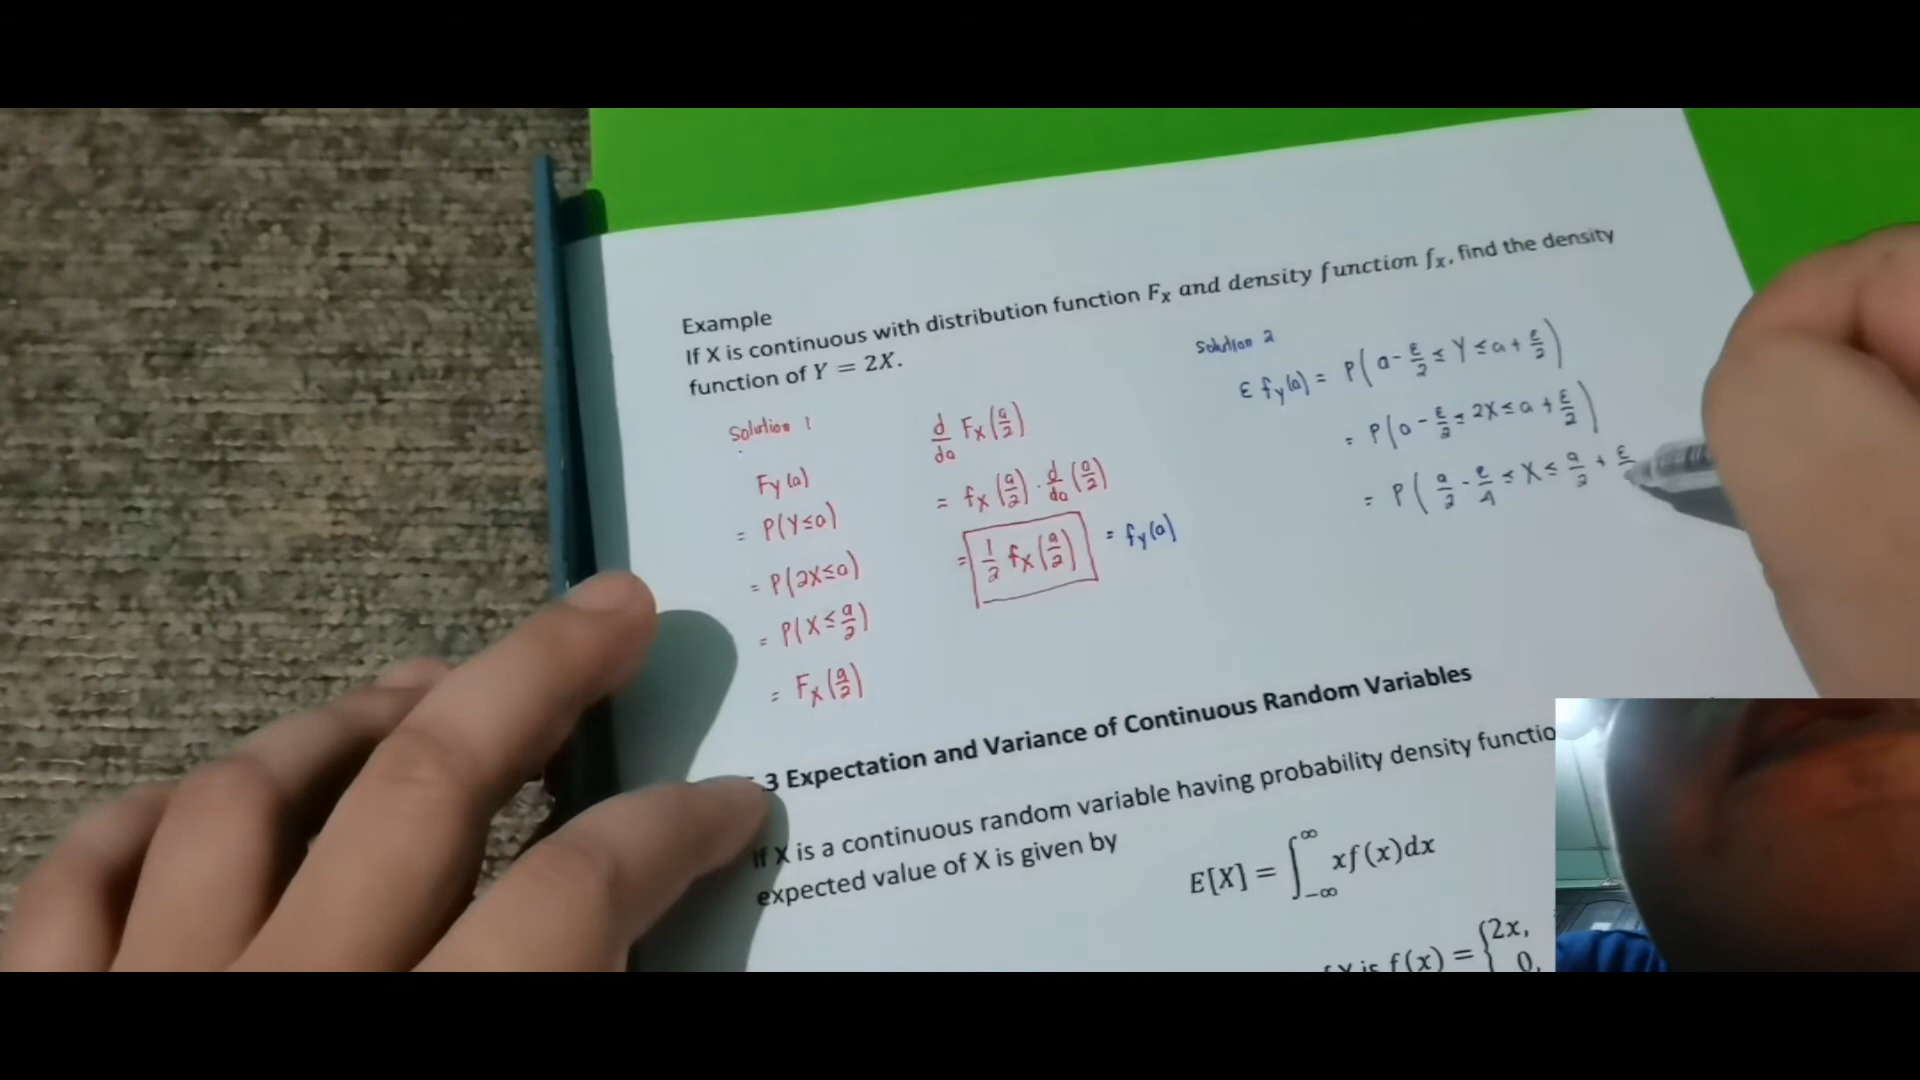 Example
If X is continuous with distribution function Fₓ and density function fₓ, find the density
function of Y = 2X.
Solution 1
F_Y(a)
= P(Y≤a)
= P(2X≤a)
= P(X≤a/2)
= F_X(a/2)
d/da F_X(a/2)
= f_X(a/2) · d/da(a/2)
= 1/2 f_X(a/2) = f_Y(a)
Solution 2
ε f_Y(a) = P(a - ε/2 ≤ Y ≤ a + ε/2)
= P(a - ε/2 ≤ 2X ≤ a + ε/2)
= P(a/2 - ε/4 ≤ X ≤ a/2 + ε
3 Expectation and Variance of Continuous Random Variables
If X is a continuous random variable having probability density functio
expected value of X is given by
E[X] = ∫_{-∞}^{∞} xf(x)dx
is f(x) = {2x,
0,